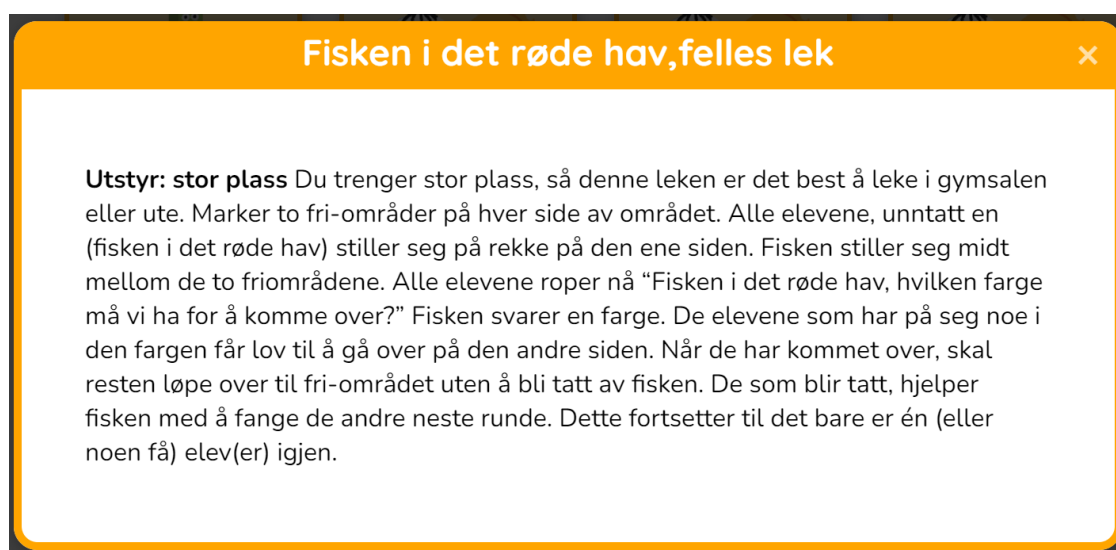 Fisken i det røde hav,felles lek ×
Utstyr: stor plass Du trenger stor plass, så denne leken er det best å leke i gymsalen
eller ute. Marker to fri-områder på hver side av området. Alle elevene, unntatt en
(fisken i det røde hav) stiller seg på rekke på den ene siden. Fisken stiller seg midt
mellom de to friområdene. Alle elevene roper nå “Fisken i det røde hav, hvilken farge
må vi ha for å komme over?” Fisken svarer en farge. De elevene som har på seg noe i
den fargen får lov til å gå over på den andre siden. Når de har kommet over, skal
resten løpe over til fri-området uten å bli tatt av fisken. De som blir tatt, hjelper
fisken med å fange de andre neste runde. Dette fortsetter til det bare er én (eller
noen få) elev(er) igjen.